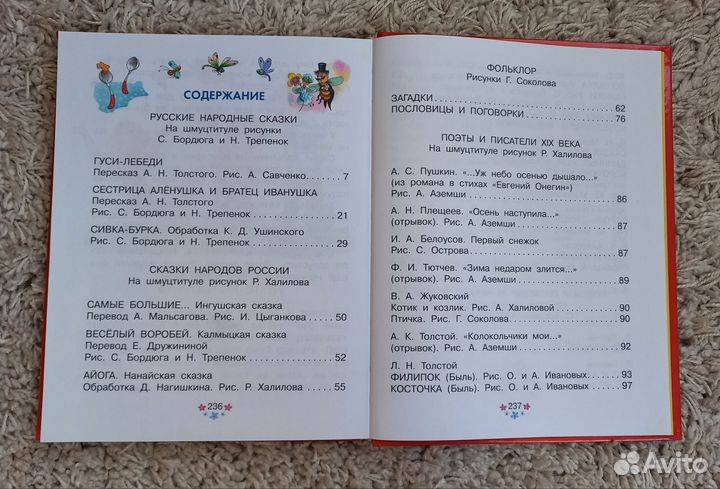 СОДЕРЖАНИЕ
РУССКИЕ НАРОДНЫЕ СКАЗКИ
На шмуцтитуле рисунки
С. Бордюга и Н. Трепенок
ГУСИ-ЛЕБЕДИ
Пересказ А. Н. Толстого. Рис. А. Савченко. . . . . . . 7
СЕСТРИЦА АЛЁНУШКА И БРАТЕЦ ИВАНУШКА
Пересказ А. Н. Толстого
Рис. С. Бордюга и Н. Трепенок . . . . . . . . . . . . . . 21
СИВКА-БУРКА. Обработка К. Д. Ушинского
Рис. С. Бордюга и Н. Трепенок . . . . . . . . . . . . . . 29
СКАЗКИ НАРОДОВ РОССИИ
На шмуцтитуле рисунок Р. Халилова
САМЫЕ БОЛЬШИЕ... Ингушская сказка
Перевод А. Мальсагова. Рис. И. Цыганкова. . . . . 50
ВЕСЁЛЫЙ ВОРОБЕЙ. Калмыцкая сказка
Перевод Е. Дружининой
Рис. С. Бордюга и Н. Трепенок . . . . . . . . . . . . . . 52
АЙОГА. Нанайская сказка
Обработка Д. Нагишкина. Рис. Р. Халилова . . . . . 55
236
ФОЛЬКЛОР
Рисунки Г. Соколова
ЗАГАДКИ . . . . . . . . . . . . . . . . . . . . . . . . . . . . 62
ПОСЛОВИЦЫ И ПОГОВОРКИ . . . . . . . . . . . . . . . . 76
ПОЭТЫ И ПИСАТЕЛИ XIX ВЕКА
На шмуцтитуле рисунок Р. Халилова
А. С. Пушкин. «...Уж небо осенью дышало...»
(из романа в стихах «Евгений Онегин»)
Рис. А. Аземши . . . . . . . . . . . . . . . . . . . . . . . . 86
А. Н. Плещеев. «Осень наступила...»
(отрывок). Рис. А. Аземши . . . . . . . . . . . . . . . . 87
И. А. Белоусов. Первый снежок
Рис. С. Острова . . . . . . . . . . . . . . . . . . . . . . . . 87
Ф. И. Тютчев. «Зима недаром злится...»
(отрывок). Рис. А. Аземши . . . . . . . . . . . . . . . . 89
В. А. Жуковский
Котик и козлик. Рис. А. Халиловой . . . . . . . . . . 90
Птичка. Рис. Г. Соколова . . . . . . . . . . . . . . . . . . 90
А. К. Толстой. «Колокольчики мои...»
(отрывок). Рис. А. Аземши . . . . . . . . . . . . . . . . 92
Л. Н. Толстой
ФИЛИПОК (Быль). Рис. О. и А. Ивановых . . . . . . 93
КОСТОЧКА (Быль). Рис. О. и А. Ивановых . . . . . . 97
237
Avito